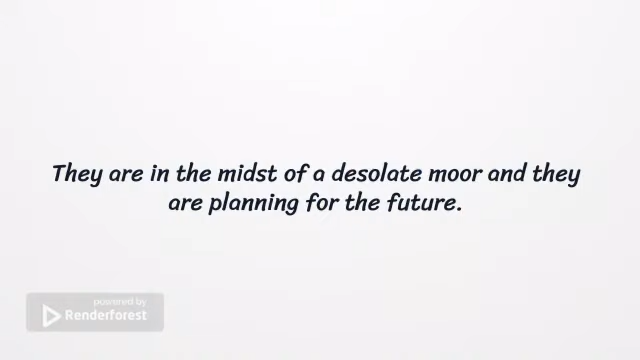 They are in the midst of a desolate moor and they
are planning for the future.
powered by
Renderforest